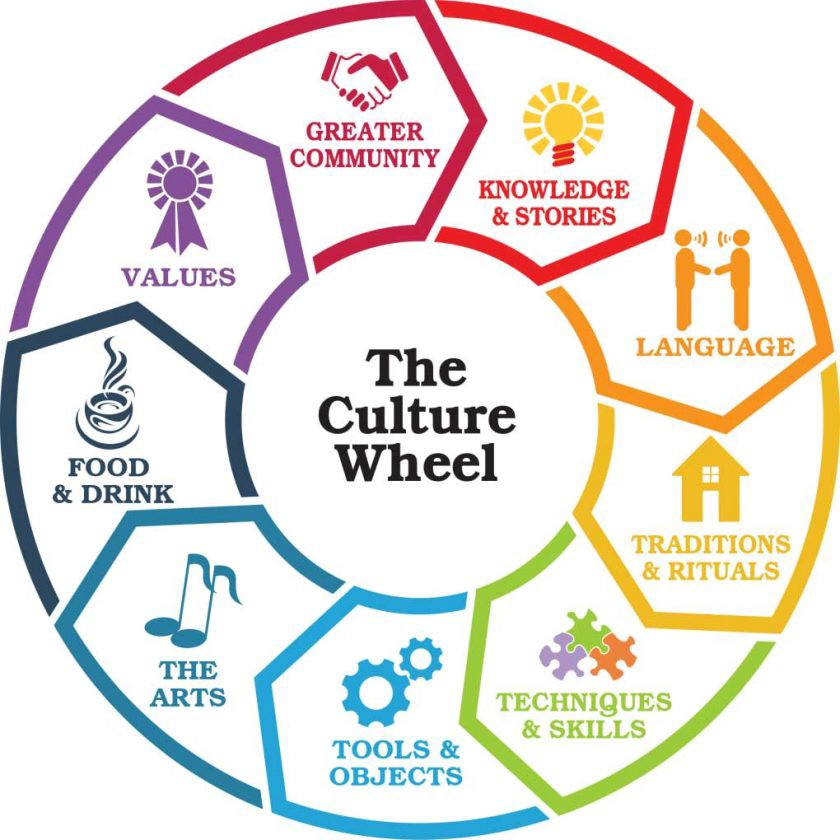 The
Culture
Wheel
GREATER
COMMUNITY
KNOWLEDGE
& STORIES
LANGUAGE
TRADITIONS
& RITUALS
TECHNIQUES
& SKILLS
TOOLS &
OBJECTS
THE
ARTS
FOOD
& DRINK
VALUES